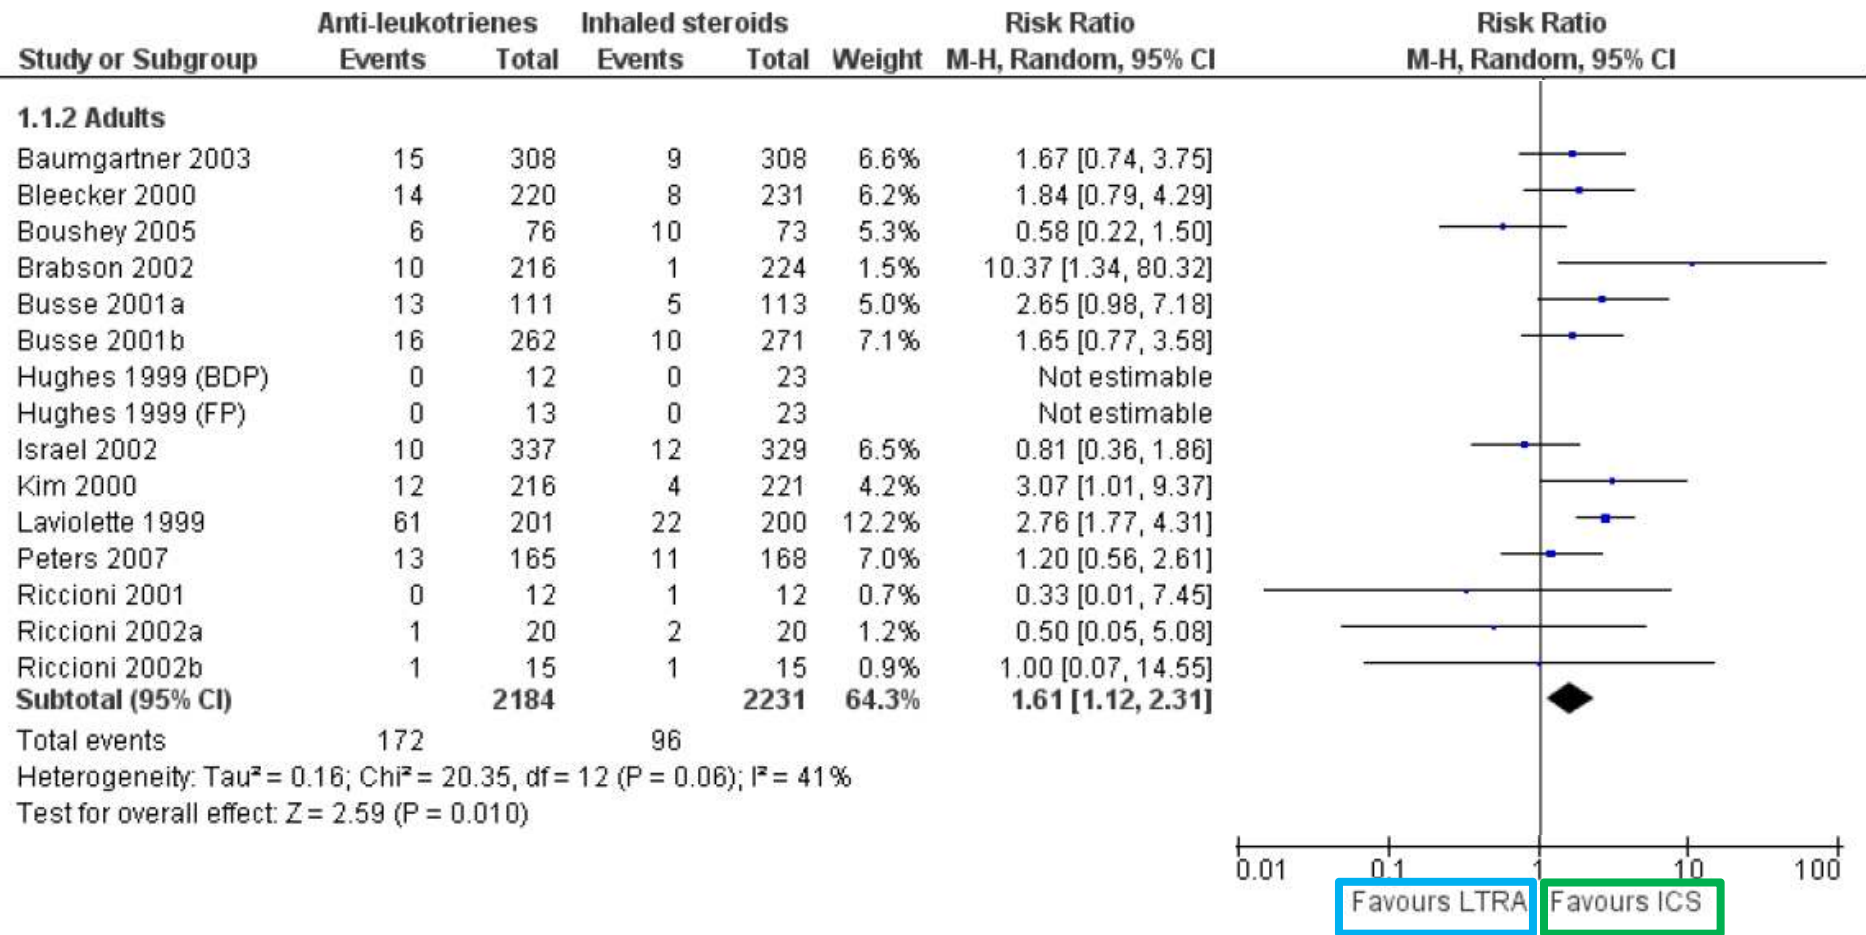 Anti-leukotrienes Inhaled steroids Risk Ratio Risk Ratio
Study or Subgroup Events Total Events Total Weight M-H, Random, 95% CI M-H, Random, 95% CI
1.1.2 Adults
Baumgartner 2003 15 308 9 308 6.6% 1.67 [0.74, 3.75]
Bleecker 2000 14 220 8 231 6.2% 1.84 [0.79, 4.29]
Boushey 2005 6 76 10 73 5.3% 0.58 [0.22, 1.50]
Brabson 2002 10 216 1 224 1.5% 10.37 [1.34, 80.32]
Busse 2001a 13 111 5 113 5.0% 2.65 [0.98, 7.18]
Busse 2001b 16 262 10 271 7.1% 1.65 [0.77, 3.58]
Hughes 1999 (BDP) 0 12 0 23 Not estimable
Hughes 1999 (FP) 0 13 0 23 Not estimable
Israel 2002 10 337 12 329 6.5% 0.81 [0.36, 1.86]
Kim 2000 12 216 4 221 4.2% 3.07 [1.01, 9.37]
Laviolette 1999 61 201 22 200 12.2% 2.76 [1.77, 4.31]
Peters 2007 13 165 11 168 7.0% 1.20 [0.56, 2.61]
Riccioni 2001 0 12 1 12 0.7% 0.33 [0.01, 7.45]
Riccioni 2002a 1 20 2 20 1.2% 0.50 [0.05, 5.08]
Riccioni 2002b 1 15 1 15 0.9% 1.00 [0.07, 14.55]
Subtotal (95% CI) 2184 2231 64.3% 1.61 [1.12, 2.31]
Total events 172 96
Heterogeneity: Tau² = 0.16; Chi² = 20.35, df = 12 (P = 0.06); I² = 41%
Test for overall effect: Z = 2.59 (P = 0.010)
0.01 0.1 1 10 100
Favours LTRA Favours ICS